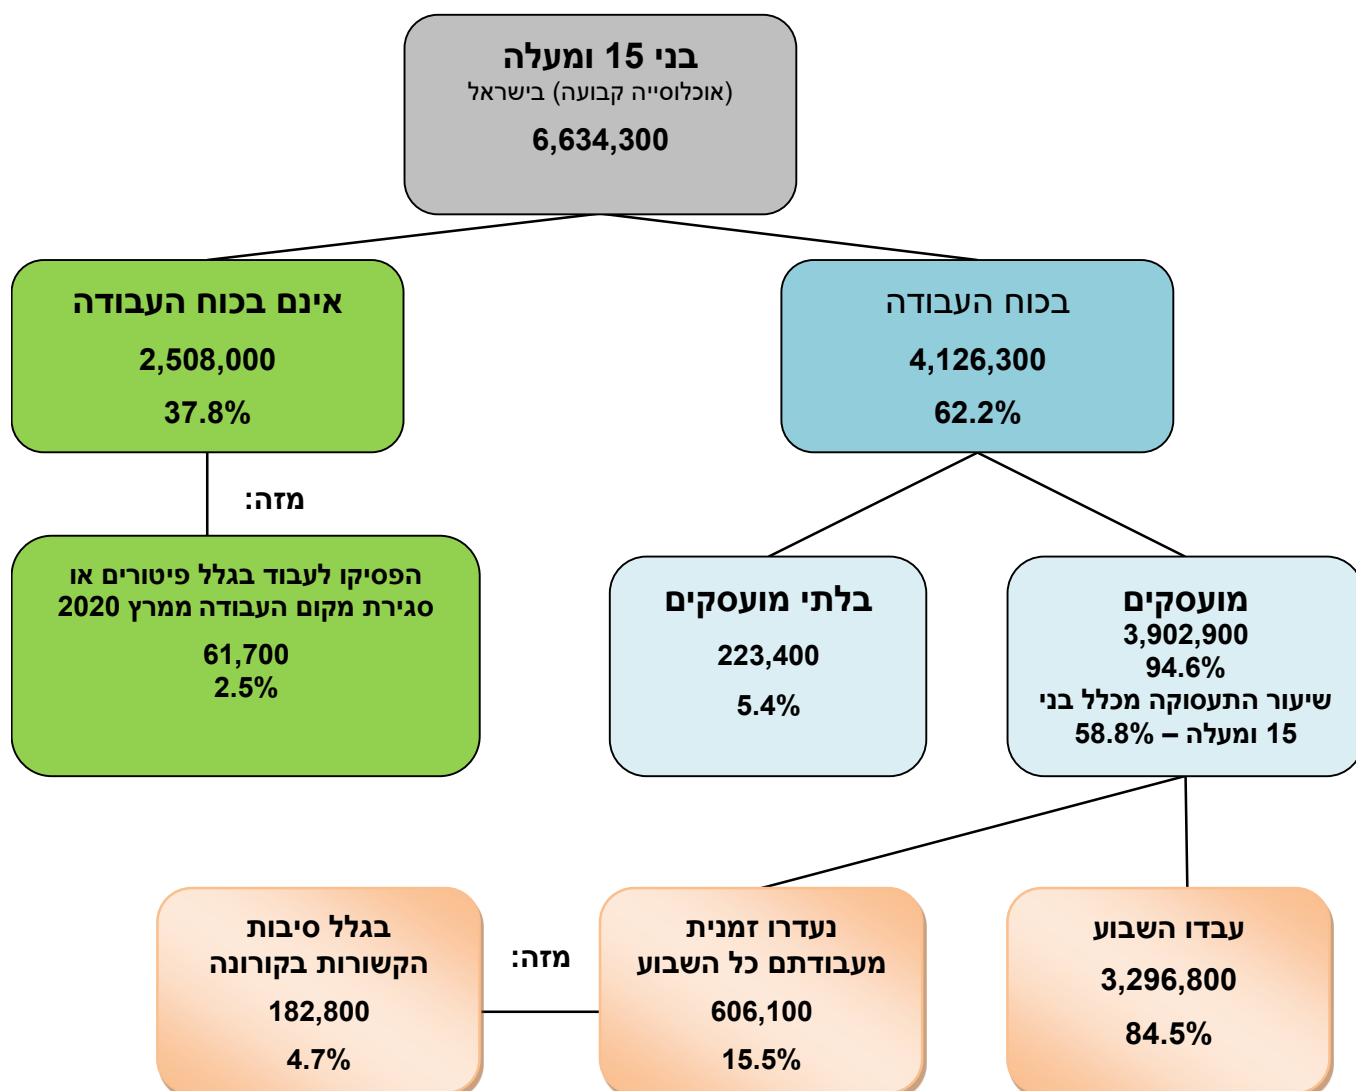 בני 15 ומעלה
(אוכלוסייה קבועה) בישראל
6,634,300
בכוח העבודה
4,126,300
62.2%
אינם בכוח העבודה
2,508,000
37.8%
מזה:
מועסקים
3,902,900
94.6%
שיעור התעסוקה מכלל בני
15 ומעלה – 58.8%
בלתי מועסקים
223,400
5.4%
הפסיקו לעבוד בגלל פיטורים או
סגירת מקום העבודה ממרץ 2020
61,700
2.5%
עבדו השבוע
3,296,800
84.5%
נעדרו זמנית
מעבודתם כל השבוע
606,100
15.5%
מזה:
בגלל סיבות
הקשורות בקורונה
182,800
4.7%